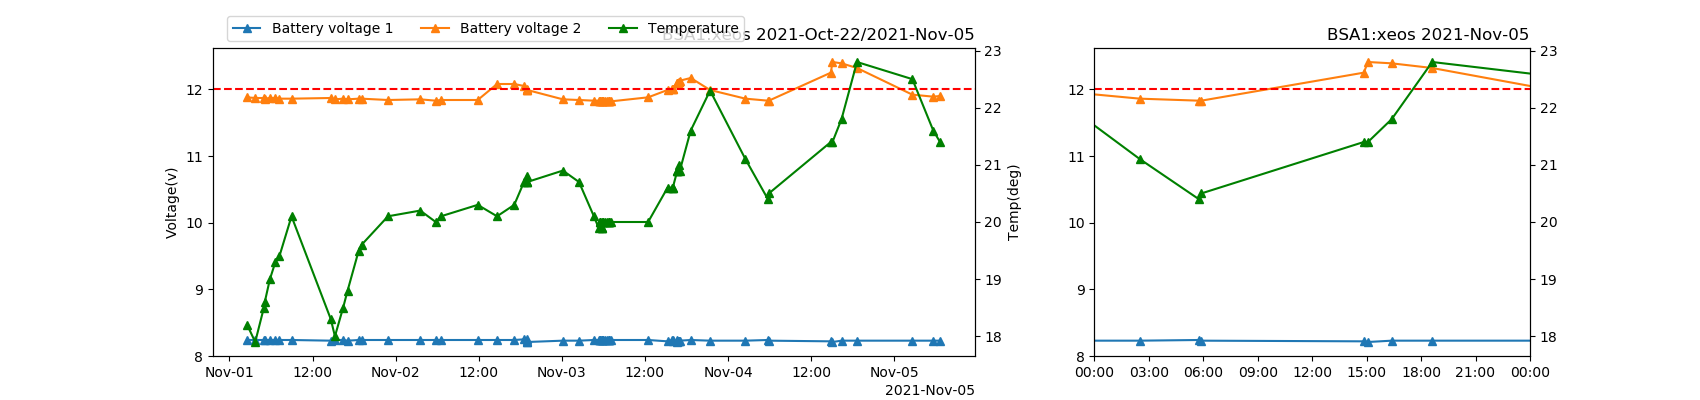 Battery voltage 1 Battery voltage 2 Temperature
BSA1:xeos 2021-Oct-22/2021-Nov-05
BSA1:xeos 2021-Nov-05
12
11
10
9
8
Voltage(v)
23
22
21
20
19
18
Temp(deg)
Nov-01 12:00 Nov-02 12:00 Nov-03 12:00 Nov-04 12:00 Nov-05
2021-Nov-05
12
11
10
9
8
23
22
21
20
19
18
00:00 03:00 06:00 09:00 12:00 15:00 18:00 21:00 00:00